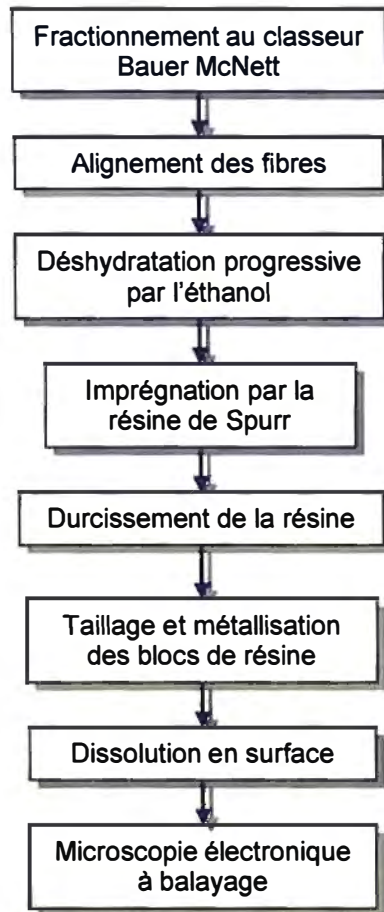 Fractionnement au classeur
Bauer McNett
Alignement des fibres
Déshydratation progressive
par l'éthanol
Imprégnation par la
résine de Spurr
Durcissement de la résine
Taillage et métallisation
des blocs de résine
Dissolution en surface
Microscopie électronique
à balayage